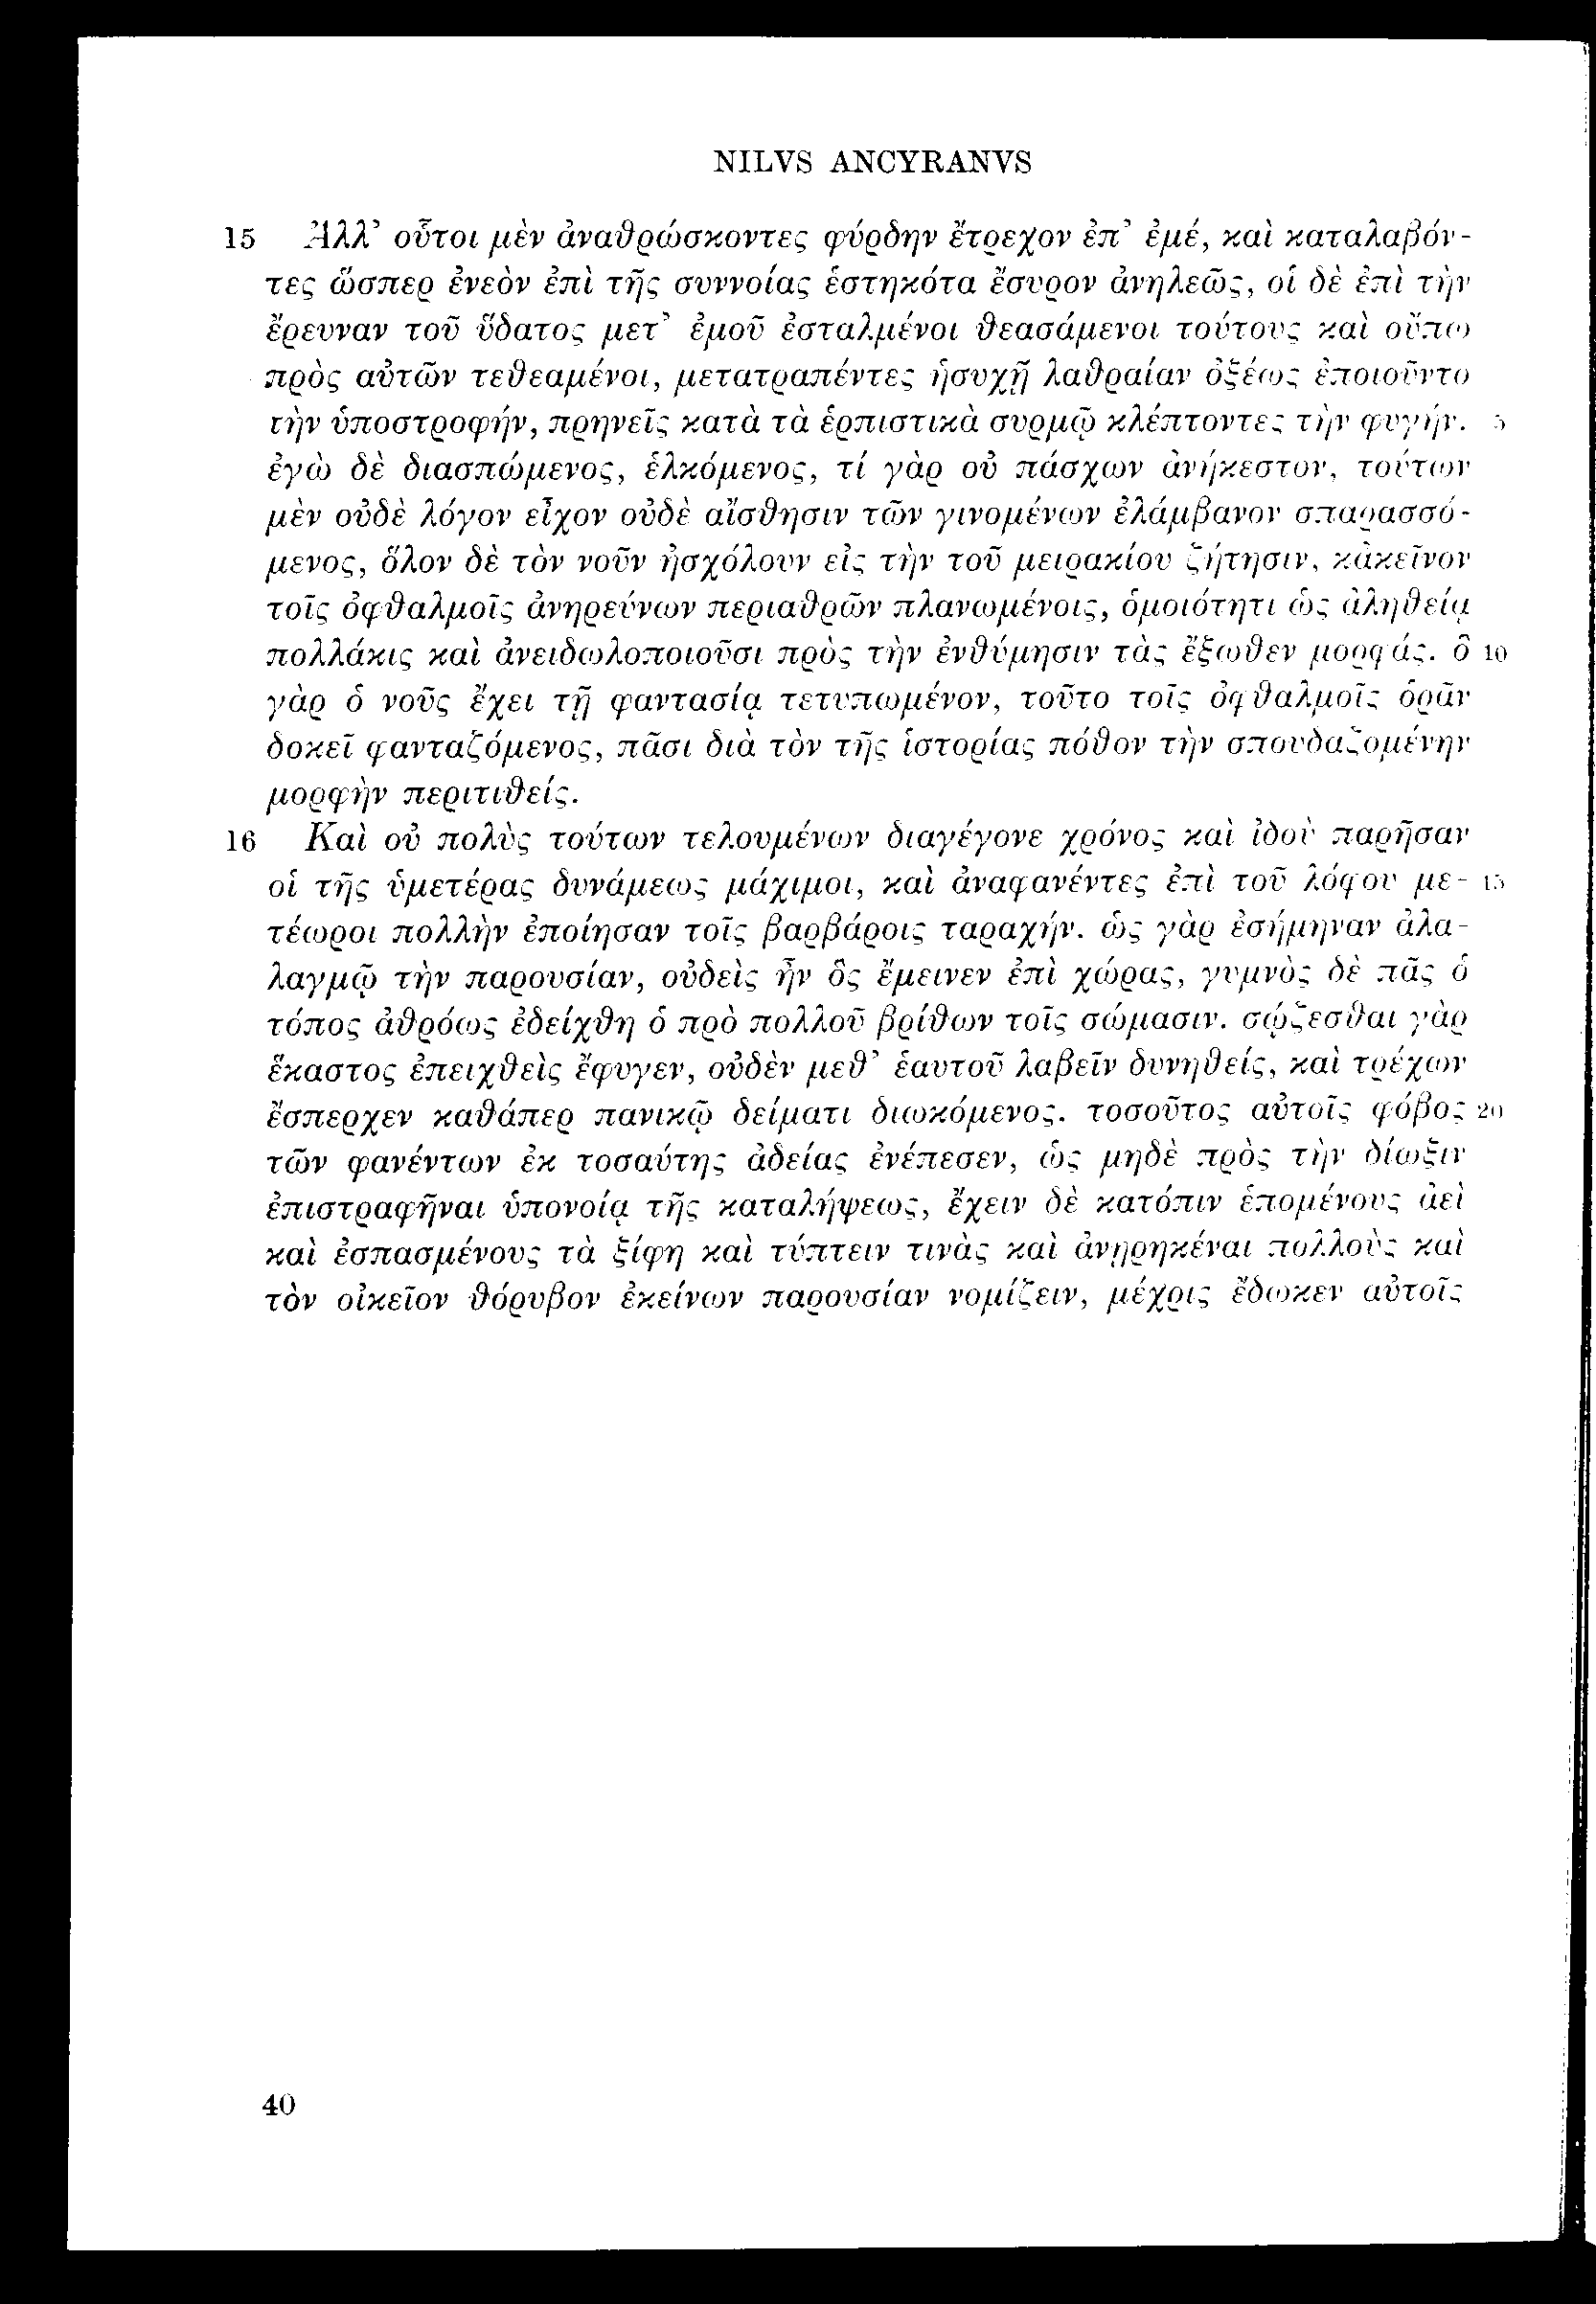 NILVS ANCYRANVS
15 Ἀλλ’ οὗτοι μὲν ἀναθρώσκοντες φύρδην ἔτρεχον ἐπ’ ἐμέ, καὶ καταλαβόν-
τες ὥσπερ ἐνεὸν ἐπὶ τῆς συννοίας ἑστηκότα ἔσυρον ἀνηλεῶς, οἱ δὲ ἐπὶ τὴν
ἔρευναν τοῦ ὕδατος μετ’ ἐμοῦ ἐσταλμένοι θεασάμενοι τούτους καὶ οὔπω
πρὸς αὐτῶν τεθεαμένοι, μετατραπέντες ἡσυχῇ λαθραίαν ὀξέως ἐποιοῦντο
τὴν ὑποστροφήν, πρηνεῖς κατὰ τὰ ἑρπιστικὰ συρμῷ κλέπτοντες τὴν φυγήν. 5
ἐγὼ δὲ διασπώμενος, ἑλκόμενος, τί γὰρ οὐ πάσχων ἀνήκεστον, τούτων
μὲν οὐδὲ λόγον εἶχον οὐδὲ αἴσθησιν τῶν γινομένων ἐλάμβανον σπαρασσό-
μενος, ὅλον δὲ τὸν νοῦν ἠσχόλουν εἰς τὴν τοῦ μειρακίου ζήτησιν, κἀκεῖνον
τοῖς ὀφθαλμοῖς ἀνηρεύνων περιαθρῶν πλανωμένοις, ὁμοιότητι ὡς ἀληθείᾳ
πολλάκις καὶ ἀνειδωλοποιοῦσι πρὸς τὴν ἐνθύμησιν τὰς ἔξωθεν μορφάς. ὃ 10
γὰρ ὁ νοῦς ἔχει τῇ φαντασίᾳ τετυπωμένον, τοῦτο τοῖς ὀφθαλμοῖς ὁρᾶν
δοκεῖ φανταζόμενος, πᾶσι διὰ τὸν τῆς ἱστορίας πόθον τὴν σπουδαζομένην
μορφὴν περιτιθείς.
16 Καὶ οὐ πολὺς τούτων τελουμένων διαγέγονε χρόνος καὶ ἰδοὺ παρῆσαν
οἱ τῆς ὑμετέρας δυνάμεως μάχιμοι, καὶ ἀναφανέντες ἐπὶ τοῦ λόφου με- 15
τέωροι πολλὴν ἐποίησαν τοῖς βαρβάροις ταραχήν. ὡς γὰρ ἐσήμηναν ἀλα-
λαγμῷ τὴν παρουσίαν, οὐδεὶς ἦν ὃς ἔμεινεν ἐπὶ χώρας, γυμνὸς δὲ πᾶς ὁ
τόπος ἀθρόως ἐδείχθη ὁ πρὸ πολλοῦ βρίθων τοῖς σώμασιν. σῴζεσθαι γὰρ
ἕκαστος ἐπειχθεὶς ἔφυγεν, οὐδὲν μεθ’ ἑαυτοῦ λαβεῖν δυνηθείς, καὶ τρέχων
ἔσπερχεν καθάπερ πανικῷ δείματι διωκόμενος. τοσοῦτος αὐτοῖς φόβος 20
τῶν φανέντων ἐκ τοσαύτης ἀδείας ἐνέπεσεν, ὡς μηδὲ πρὸς τὴν δίωξιν
ἐπιστραφῆναι ὑπονοίᾳ τῆς καταλήψεως, ἔχειν δὲ κατόπιν ἑπομένους ἀεὶ
καὶ ἐσπασμένους τὰ ξίφη καὶ τύπτειν τινὰς καὶ ἀνῃρηκέναι πολλοὺς καὶ
τὸν οἰκεῖον θόρυβον ἐκείνων παρουσίαν νομίζειν, μέχρις ἔδωκεν αὐτοῖς
40